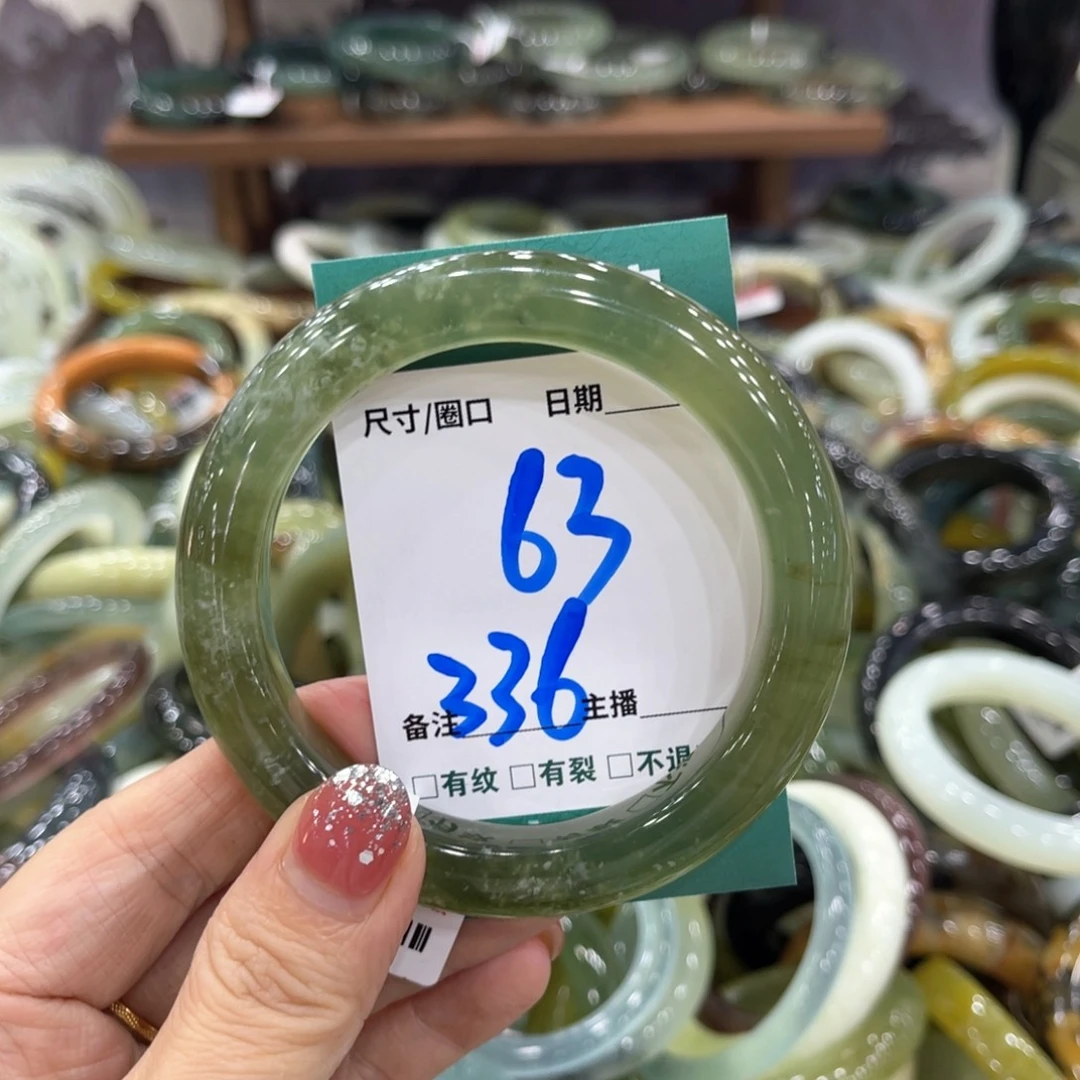 尺寸/圈口 日期
63
336
备注 主播
□有纹 □有裂 □不退